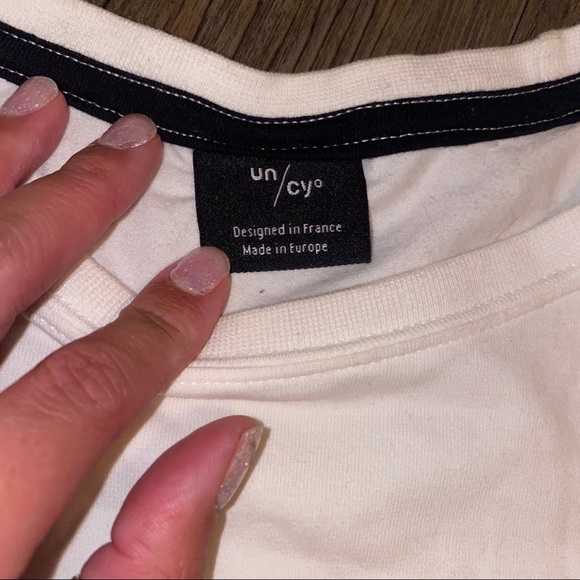 un/
cy°
Designed in France
Made in Europe